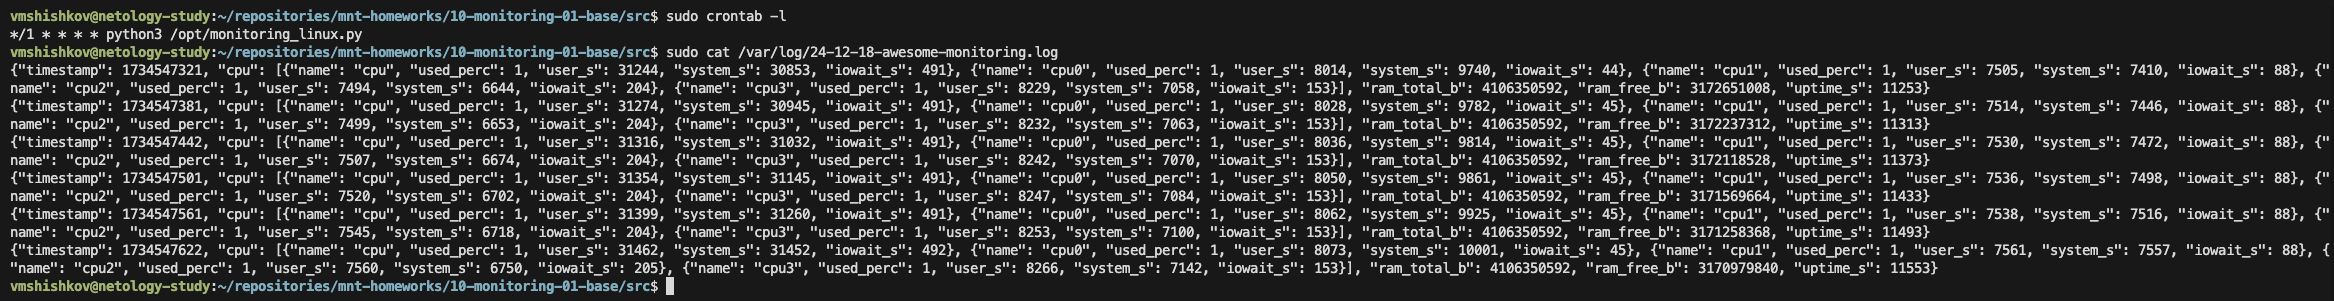 vmshishkov@netology-study:~/repositories/mnt-homeworks/10-monitoring-01-base/src$ sudo crontab -l
*/1 * * * * python3 /opt/monitoring_linux.py
vmshishkov@netology-study:~/repositories/mnt-homeworks/10-monitoring-01-base/src$ sudo cat /var/log/24-12-18-awesome-monitoring.log
{"timestamp": 1734547321, "cpu": [{"name": "cpu", "used_perc": 1, "user_s": 31244, "system_s": 30853, "iowait_s": 491}, {"name": "cpu0", "used_perc": 1, "user_s": 8014, "system_s": 9740, "iowait_s": 44}, {"name": "cpu1", "used_perc": 1, "user_s": 7505, "system_s": 7410, "iowait_s": 88}, {"
name": "cpu2", "used_perc": 1, "user_s": 7494, "system_s": 6644, "iowait_s": 204}, {"name": "cpu3", "used_perc": 1, "user_s": 8229, "system_s": 7058, "iowait_s": 153}], "ram_total_b": 4106350592, "ram_free_b": 3172651008, "uptime_s": 11253}
{"timestamp": 1734547381, "cpu": [{"name": "cpu", "used_perc": 1, "user_s": 31274, "system_s": 30945, "iowait_s": 491}, {"name": "cpu0", "used_perc": 1, "user_s": 8028, "system_s": 9782, "iowait_s": 45}, {"name": "cpu1", "used_perc": 1, "user_s": 7514, "system_s": 7446, "iowait_s": 88}, {"
name": "cpu2", "used_perc": 1, "user_s": 7499, "system_s": 6653, "iowait_s": 204}, {"name": "cpu3", "used_perc": 1, "user_s": 8232, "system_s": 7063, "iowait_s": 153}], "ram_total_b": 4106350592, "ram_free_b": 3172237312, "uptime_s": 11313}
{"timestamp": 1734547442, "cpu": [{"name": "cpu", "used_perc": 1, "user_s": 31316, "system_s": 31032, "iowait_s": 491}, {"name": "cpu0", "used_perc": 1, "user_s": 8036, "system_s": 9814, "iowait_s": 45}, {"name": "cpu1", "used_perc": 1, "user_s": 7530, "system_s": 7472, "iowait_s": 88}, {"
name": "cpu2", "used_perc": 1, "user_s": 7507, "system_s": 6674, "iowait_s": 204}, {"name": "cpu3", "used_perc": 1, "user_s": 8242, "system_s": 7070, "iowait_s": 153}], "ram_total_b": 4106350592, "ram_free_b": 3172118528, "uptime_s": 11373}
{"timestamp": 1734547501, "cpu": [{"name": "cpu", "used_perc": 1, "user_s": 31354, "system_s": 31145, "iowait_s": 491}, {"name": "cpu0", "used_perc": 1, "user_s": 8050, "system_s": 9861, "iowait_s": 45}, {"name": "cpu1", "used_perc": 1, "user_s": 7536, "system_s": 7498, "iowait_s": 88}, {"
name": "cpu2", "used_perc": 1, "user_s": 7520, "system_s": 6702, "iowait_s": 204}, {"name": "cpu3", "used_perc": 1, "user_s": 8247, "system_s": 7084, "iowait_s": 153}], "ram_total_b": 4106350592, "ram_free_b": 3171569664, "uptime_s": 11433}
{"timestamp": 1734547561, "cpu": [{"name": "cpu", "used_perc": 1, "user_s": 31399, "system_s": 31260, "iowait_s": 491}, {"name": "cpu0", "used_perc": 1, "user_s": 8062, "system_s": 9925, "iowait_s": 45}, {"name": "cpu1", "used_perc": 1, "user_s": 7538, "system_s": 7516, "iowait_s": 88}, {"
name": "cpu2", "used_perc": 1, "user_s": 7545, "system_s": 6718, "iowait_s": 204}, {"name": "cpu3", "used_perc": 1, "user_s": 8253, "system_s": 7100, "iowait_s": 153}], "ram_total_b": 4106350592, "ram_free_b": 3171258368, "uptime_s": 11493}
{"timestamp": 1734547622, "cpu": [{"name": "cpu", "used_perc": 1, "user_s": 31462, "system_s": 31452, "iowait_s": 492}, {"name": "cpu0", "used_perc": 1, "user_s": 8073, "system_s": 10001, "iowait_s": 45}, {"name": "cpu1", "used_perc": 1, "user_s": 7561, "system_s": 7557, "iowait_s": 88}, {
"name": "cpu2", "used_perc": 1, "user_s": 7560, "system_s": 6750, "iowait_s": 205}, {"name": "cpu3", "used_perc": 1, "user_s": 8266, "system_s": 7142, "iowait_s": 153}], "ram_total_b": 4106350592, "ram_free_b": 3170979840, "uptime_s": 11553}
vmshishkov@netology-study:~/repositories/mnt-homeworks/10-monitoring-01-base/src$